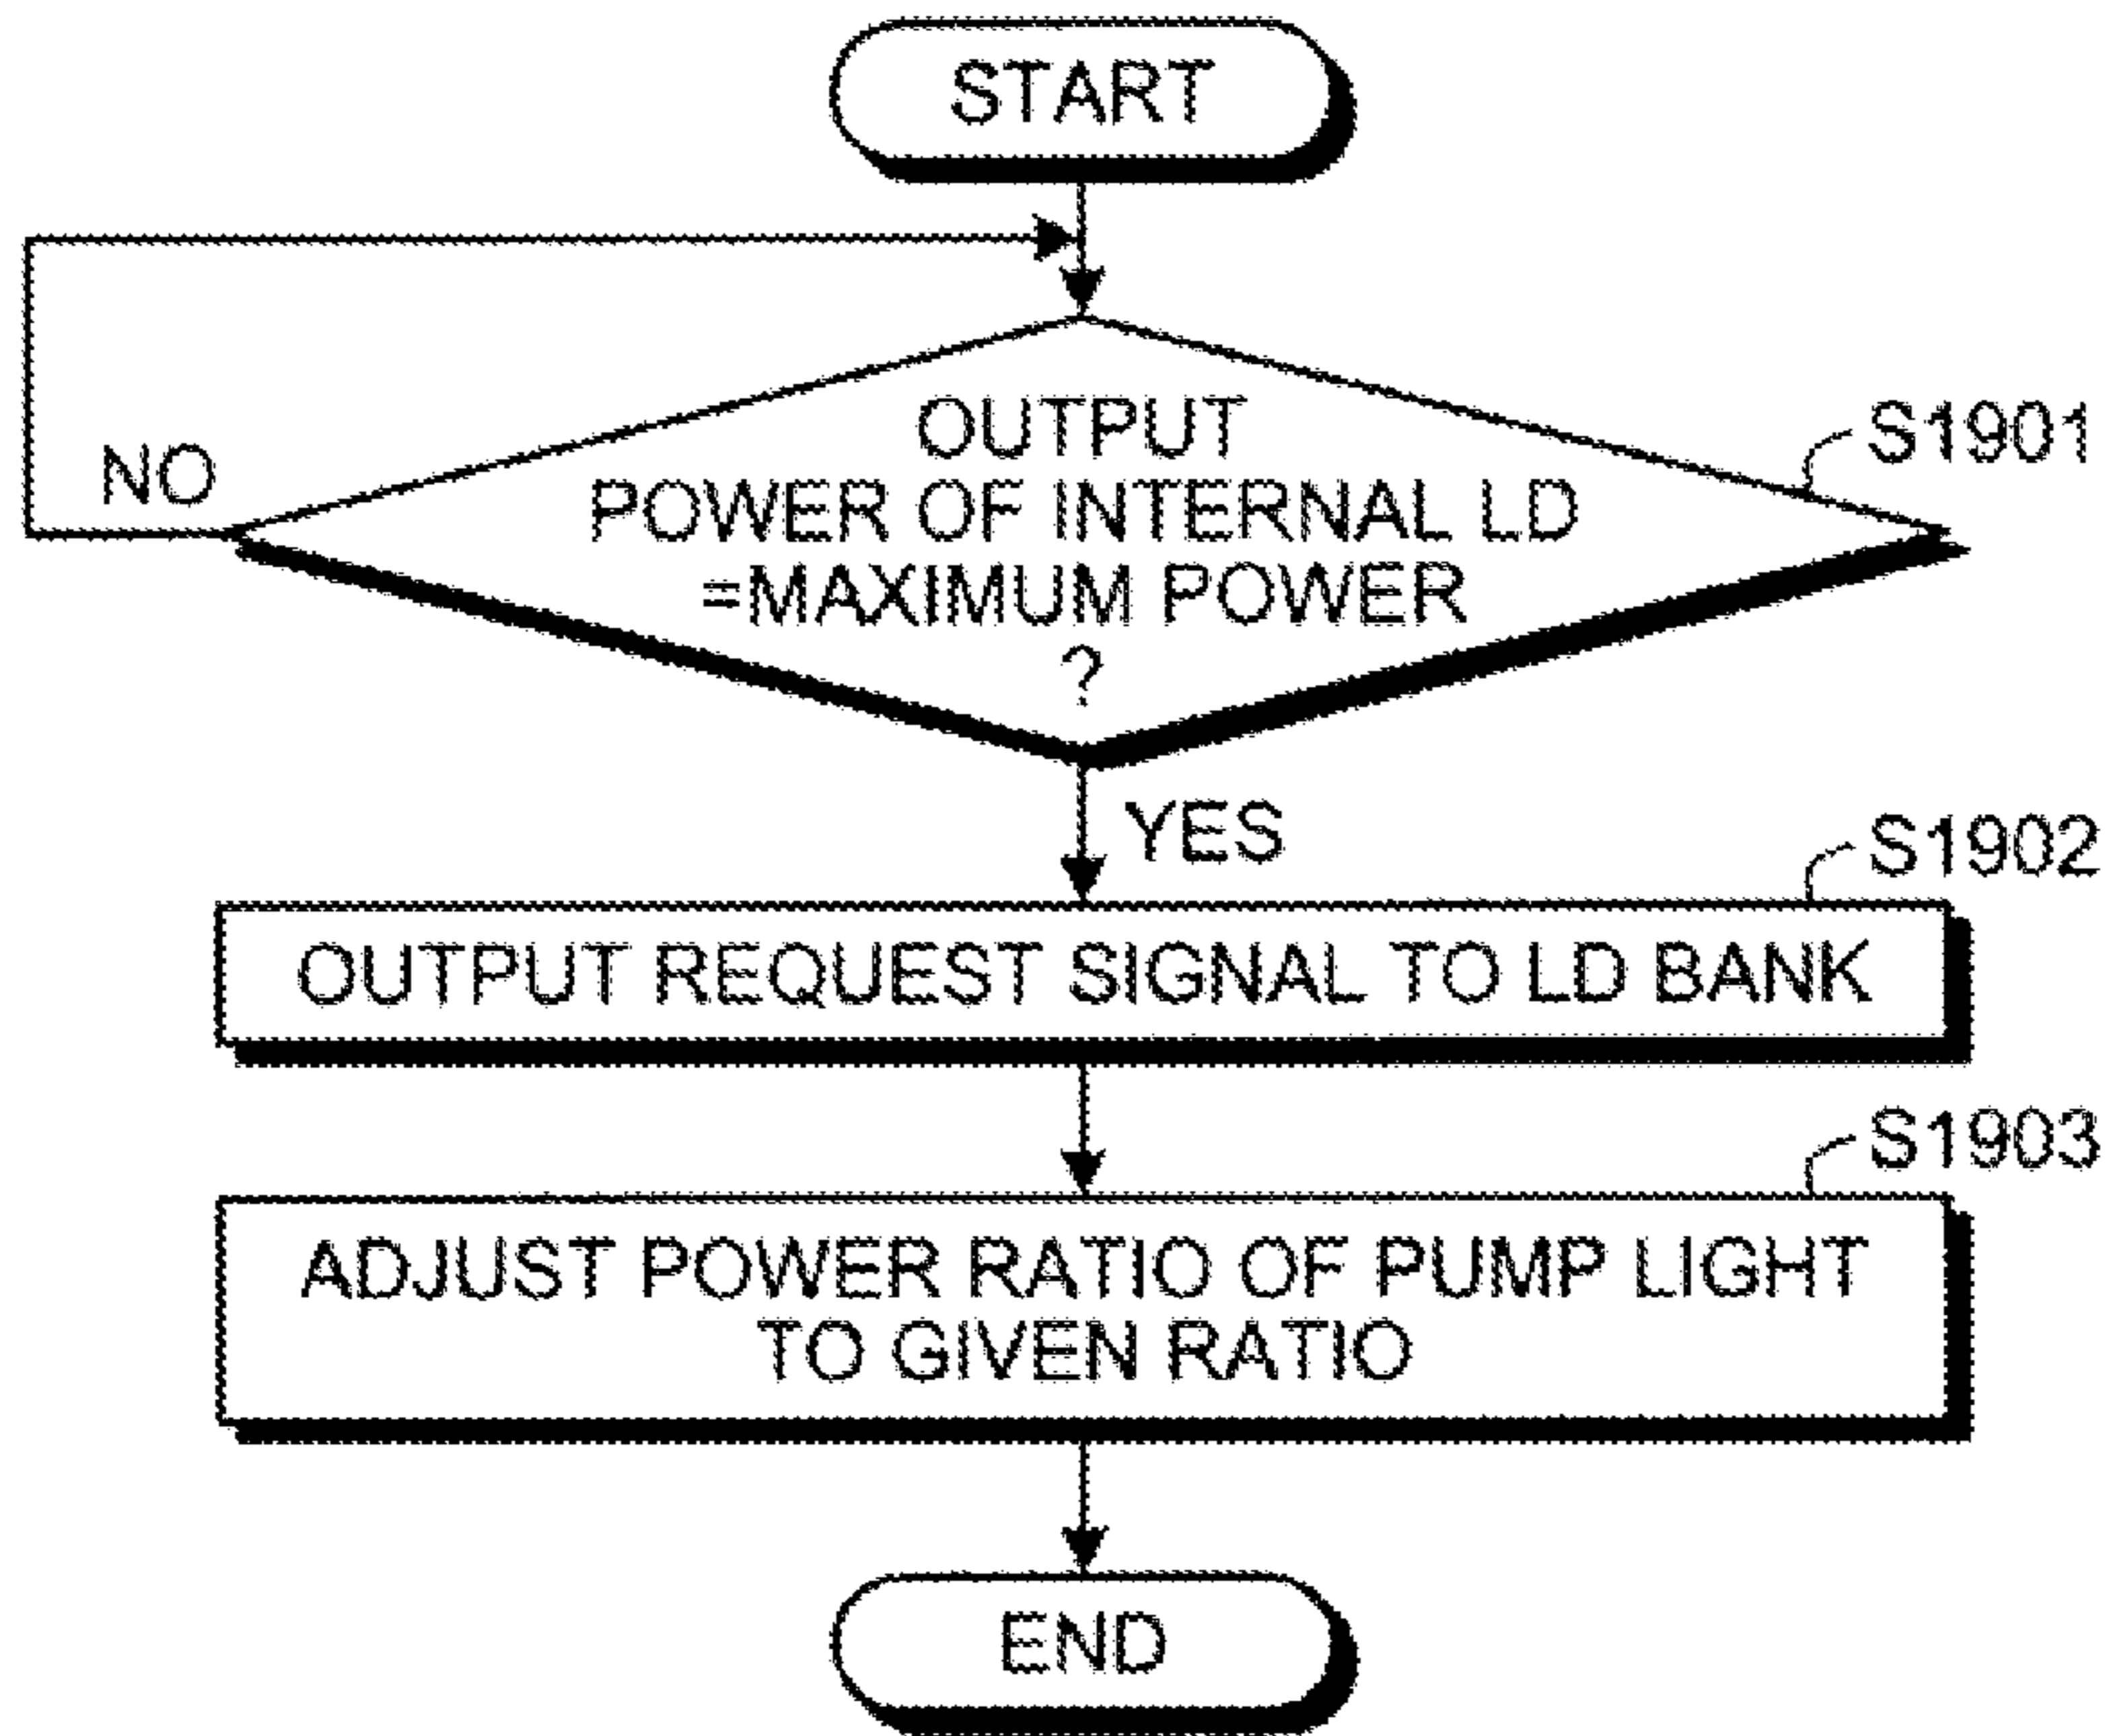 START
NO
OUTPUT
POWER OF INTERNAL LD
=MAXIMUM POWER
?
S1901
YES
S1902
OUTPUT REQUEST SIGNAL TO LD BANK
S1903
ADJUST POWER RATIO OF PUMP LIGHT
TO GIVEN RATIO
END